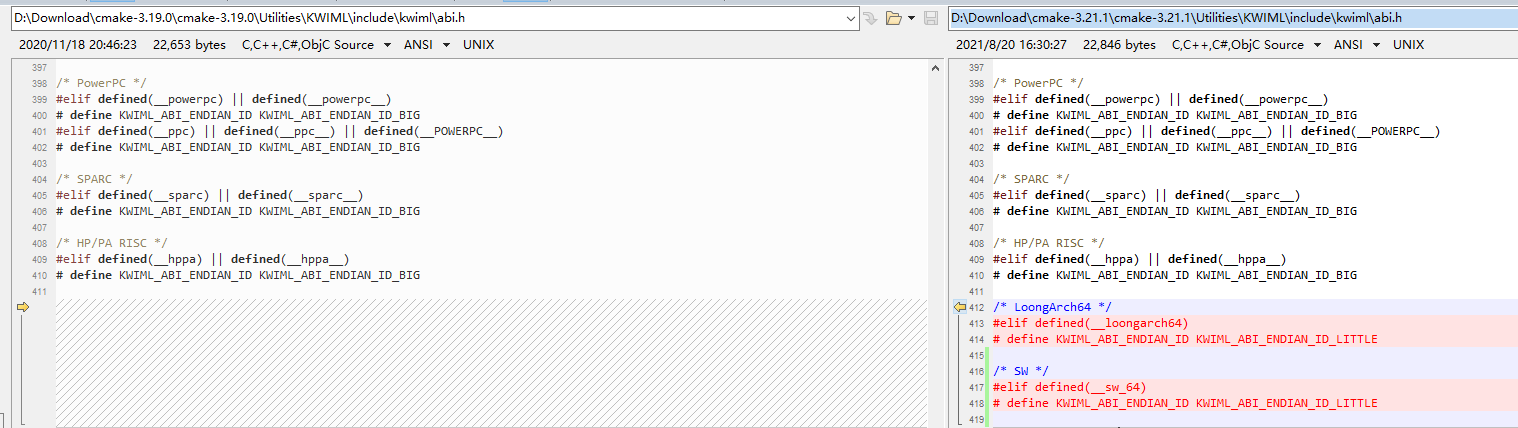 D:\Download\cmake-3.19.0\cmake-3.19.0\Utilities\KWIML\include\kwiml\abi.h
2020/11/18 20:46:23 22,653 bytes C,C++,C#,ObjC Source ANSI UNIX
397
398 /* PowerPC */
399 #elif defined(__powerpc) || defined(__powerpc__)
400 # define KWIML_ABI_ENDIAN_ID KWIML_ABI_ENDIAN_ID_BIG
401 #elif defined(__ppc) || defined(__ppc__) || defined(__POWERPC__)
402 # define KWIML_ABI_ENDIAN_ID KWIML_ABI_ENDIAN_ID_BIG
403
404 /* SPARC */
405 #elif defined(__sparc) || defined(__sparc__)
406 # define KWIML_ABI_ENDIAN_ID KWIML_ABI_ENDIAN_ID_BIG
407
408 /* HP/PA RISC */
409 #elif defined(__hppa) || defined(__hppa__)
410 # define KWIML_ABI_ENDIAN_ID KWIML_ABI_ENDIAN_ID_BIG
411
D:\Download\cmake-3.21.1\cmake-3.21.1\Utilities\KWIML\include\kwiml\abi.h
2021/8/20 16:30:27 22,846 bytes C,C++,C#,ObjC Source ANSI UNIX
397
398 /* PowerPC */
399 #elif defined(__powerpc) || defined(__powerpc__)
400 # define KWIML_ABI_ENDIAN_ID KWIML_ABI_ENDIAN_ID_BIG
401 #elif defined(__ppc) || defined(__ppc__) || defined(__POWERPC__)
402 # define KWIML_ABI_ENDIAN_ID KWIML_ABI_ENDIAN_ID_BIG
403
404 /* SPARC */
405 #elif defined(__sparc) || defined(__sparc__)
406 # define KWIML_ABI_ENDIAN_ID KWIML_ABI_ENDIAN_ID_BIG
407
408 /* HP/PA RISC */
409 #elif defined(__hppa) || defined(__hppa__)
410 # define KWIML_ABI_ENDIAN_ID KWIML_ABI_ENDIAN_ID_BIG
411
412 /* LoongArch64 */
413 #elif defined(__loongarch64)
414 # define KWIML_ABI_ENDIAN_ID KWIML_ABI_ENDIAN_ID_LITTLE
415
416 /* SW */
417 #elif defined(__sw_64)
418 # define KWIML_ABI_ENDIAN_ID KWIML_ABI_ENDIAN_ID_LITTLE
419